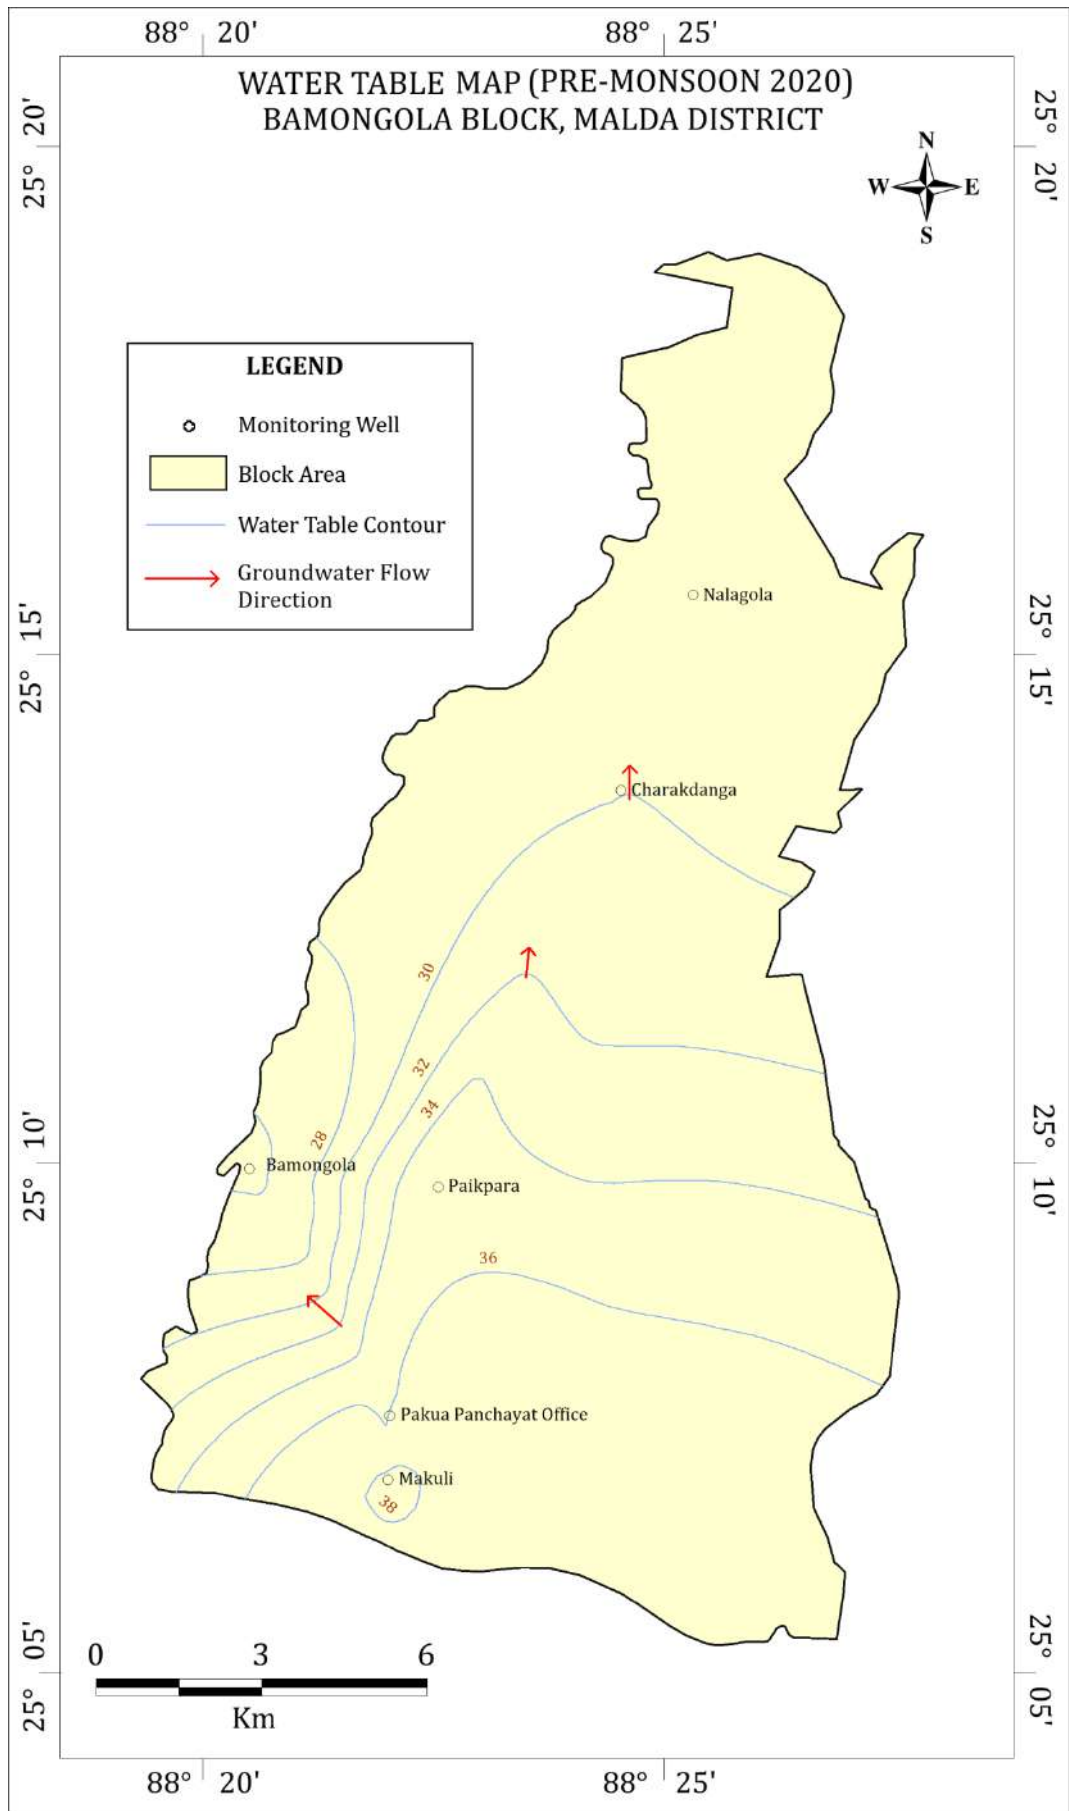 88° 20' 88° 25'
WATER TABLE MAP (PRE-MONSOON 2020)
BAMONGOLA BLOCK, MALDA DISTRICT
25° 20'
25° 20'
N
W E
S
LEGEND
Monitoring Well
Block Area
Water Table Contour
Groundwater Flow
Direction
Nalagola
25° 15'
25° 15'
Charakdanga
30
32
34
28
25° 10'
25° 10'
Bamongola
Paikpara
36
Pakua Panchayat Office
Makuli
38
25° 05'
25° 05'
0 3 6
Km
88° 20' 88° 25'